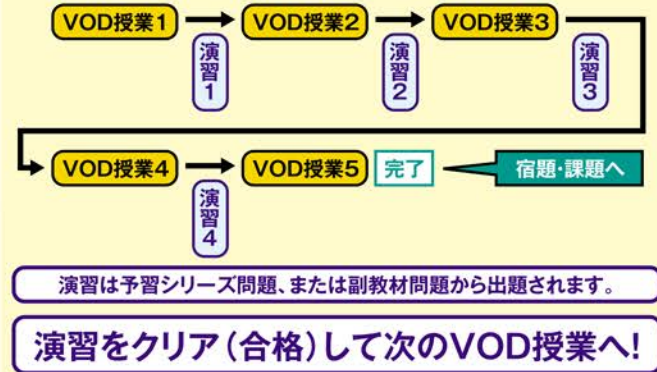 VOD授業1
VOD授業2
VOD授業3
演習1
演習2
演習3
VOD授業4
VOD授業5
完了
宿題・課題へ
演習4
演習は予習シリーズ問題、または副教材問題から出題されます。
演習をクリア(合格)して次のVOD授業へ!